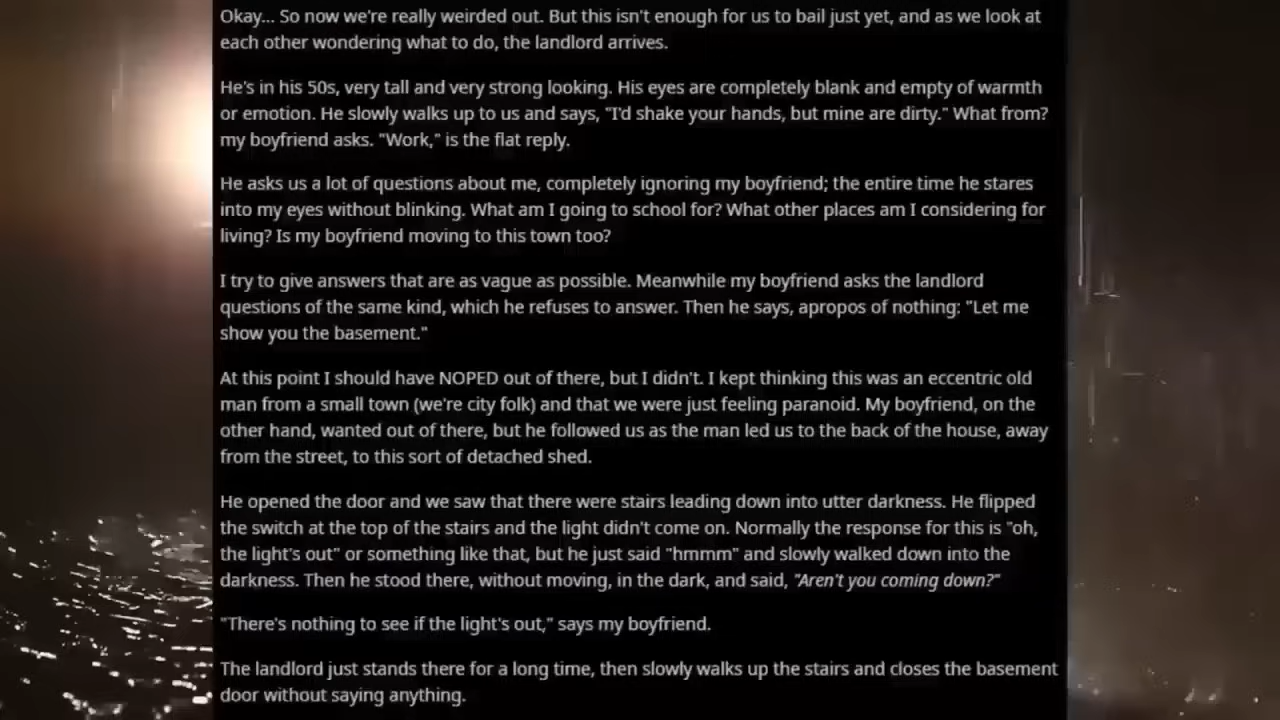 Okay... So now we're really weirded out. But this isn't enough for us to bail just yet, and as we look at
each other wondering what to do, the landlord arrives.
He's in his 50s, very tall and very strong looking. His eyes are completely blank and empty of warmth
or emotion. He slowly walks up to us and says, "I'd shake your hands, but mine are dirty." What from?
my boyfriend asks. "Work," is the flat reply.
He asks us a lot of questions about me, completely ignoring my boyfriend; the entire time he stares
into my eyes without blinking. What am I going to school for? What other places am I considering for
living? Is my boyfriend moving to this town too?
I try to give answers that are as vague as possible. Meanwhile my boyfriend asks the landlord
questions of the same kind, which he refuses to answer. Then he says, apropos of nothing: "Let me
show you the basement."
At this point I should have NOPED out of there, but I didn't. I kept thinking this was an eccentric old
man from a small town (we're city folk) and that we were just feeling paranoid. My boyfriend, on the
other hand, wanted out of there, but he followed us as the man led us to the back of the house, away
from the street, to this sort of detached shed.
He opened the door and we saw that there were stairs leading down into utter darkness. He flipped
the switch at the top of the stairs and the light didn't come on. Normally the response for this is "oh,
the light's out" or something like that, but he just said "hmmm" and slowly walked down into the
darkness. Then he stood there, without moving, in the dark, and said, "Aren't you coming down?"
"There's nothing to see if the light's out," says my boyfriend.
The landlord just stands there for a long time, then slowly walks up the stairs and closes the basement
door without saying anything.